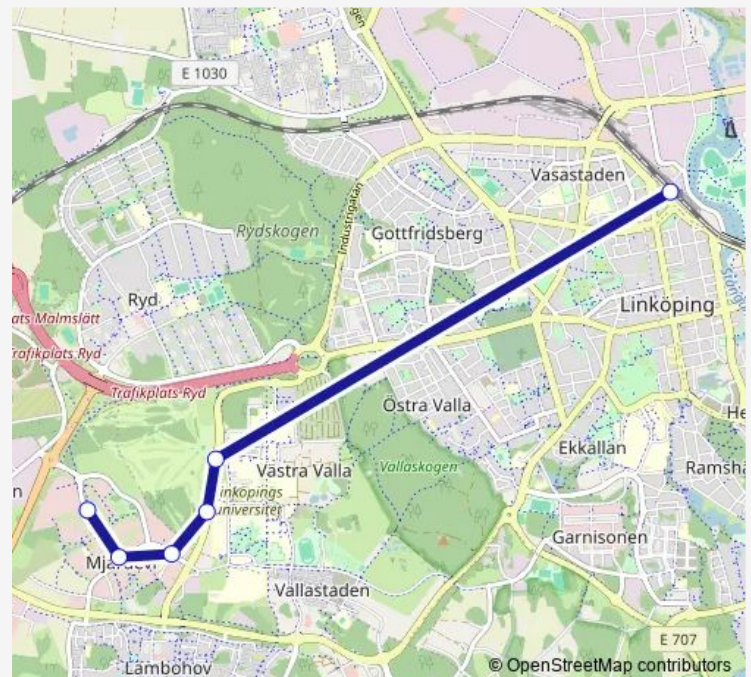 E 1030
Vasastaden
Industrigatan
Rydskogen
Gottfridsberg
Ryd
Linköping
Malmslätt
Trafikplats Ryd
Trafikplats Ryd
Östra Valla
Ekkällan
Västra Valla
Vallaskogen
universitet
Garnisonen
Vallastaden
E 707
Lambohov
© OpenStreetMap contributors